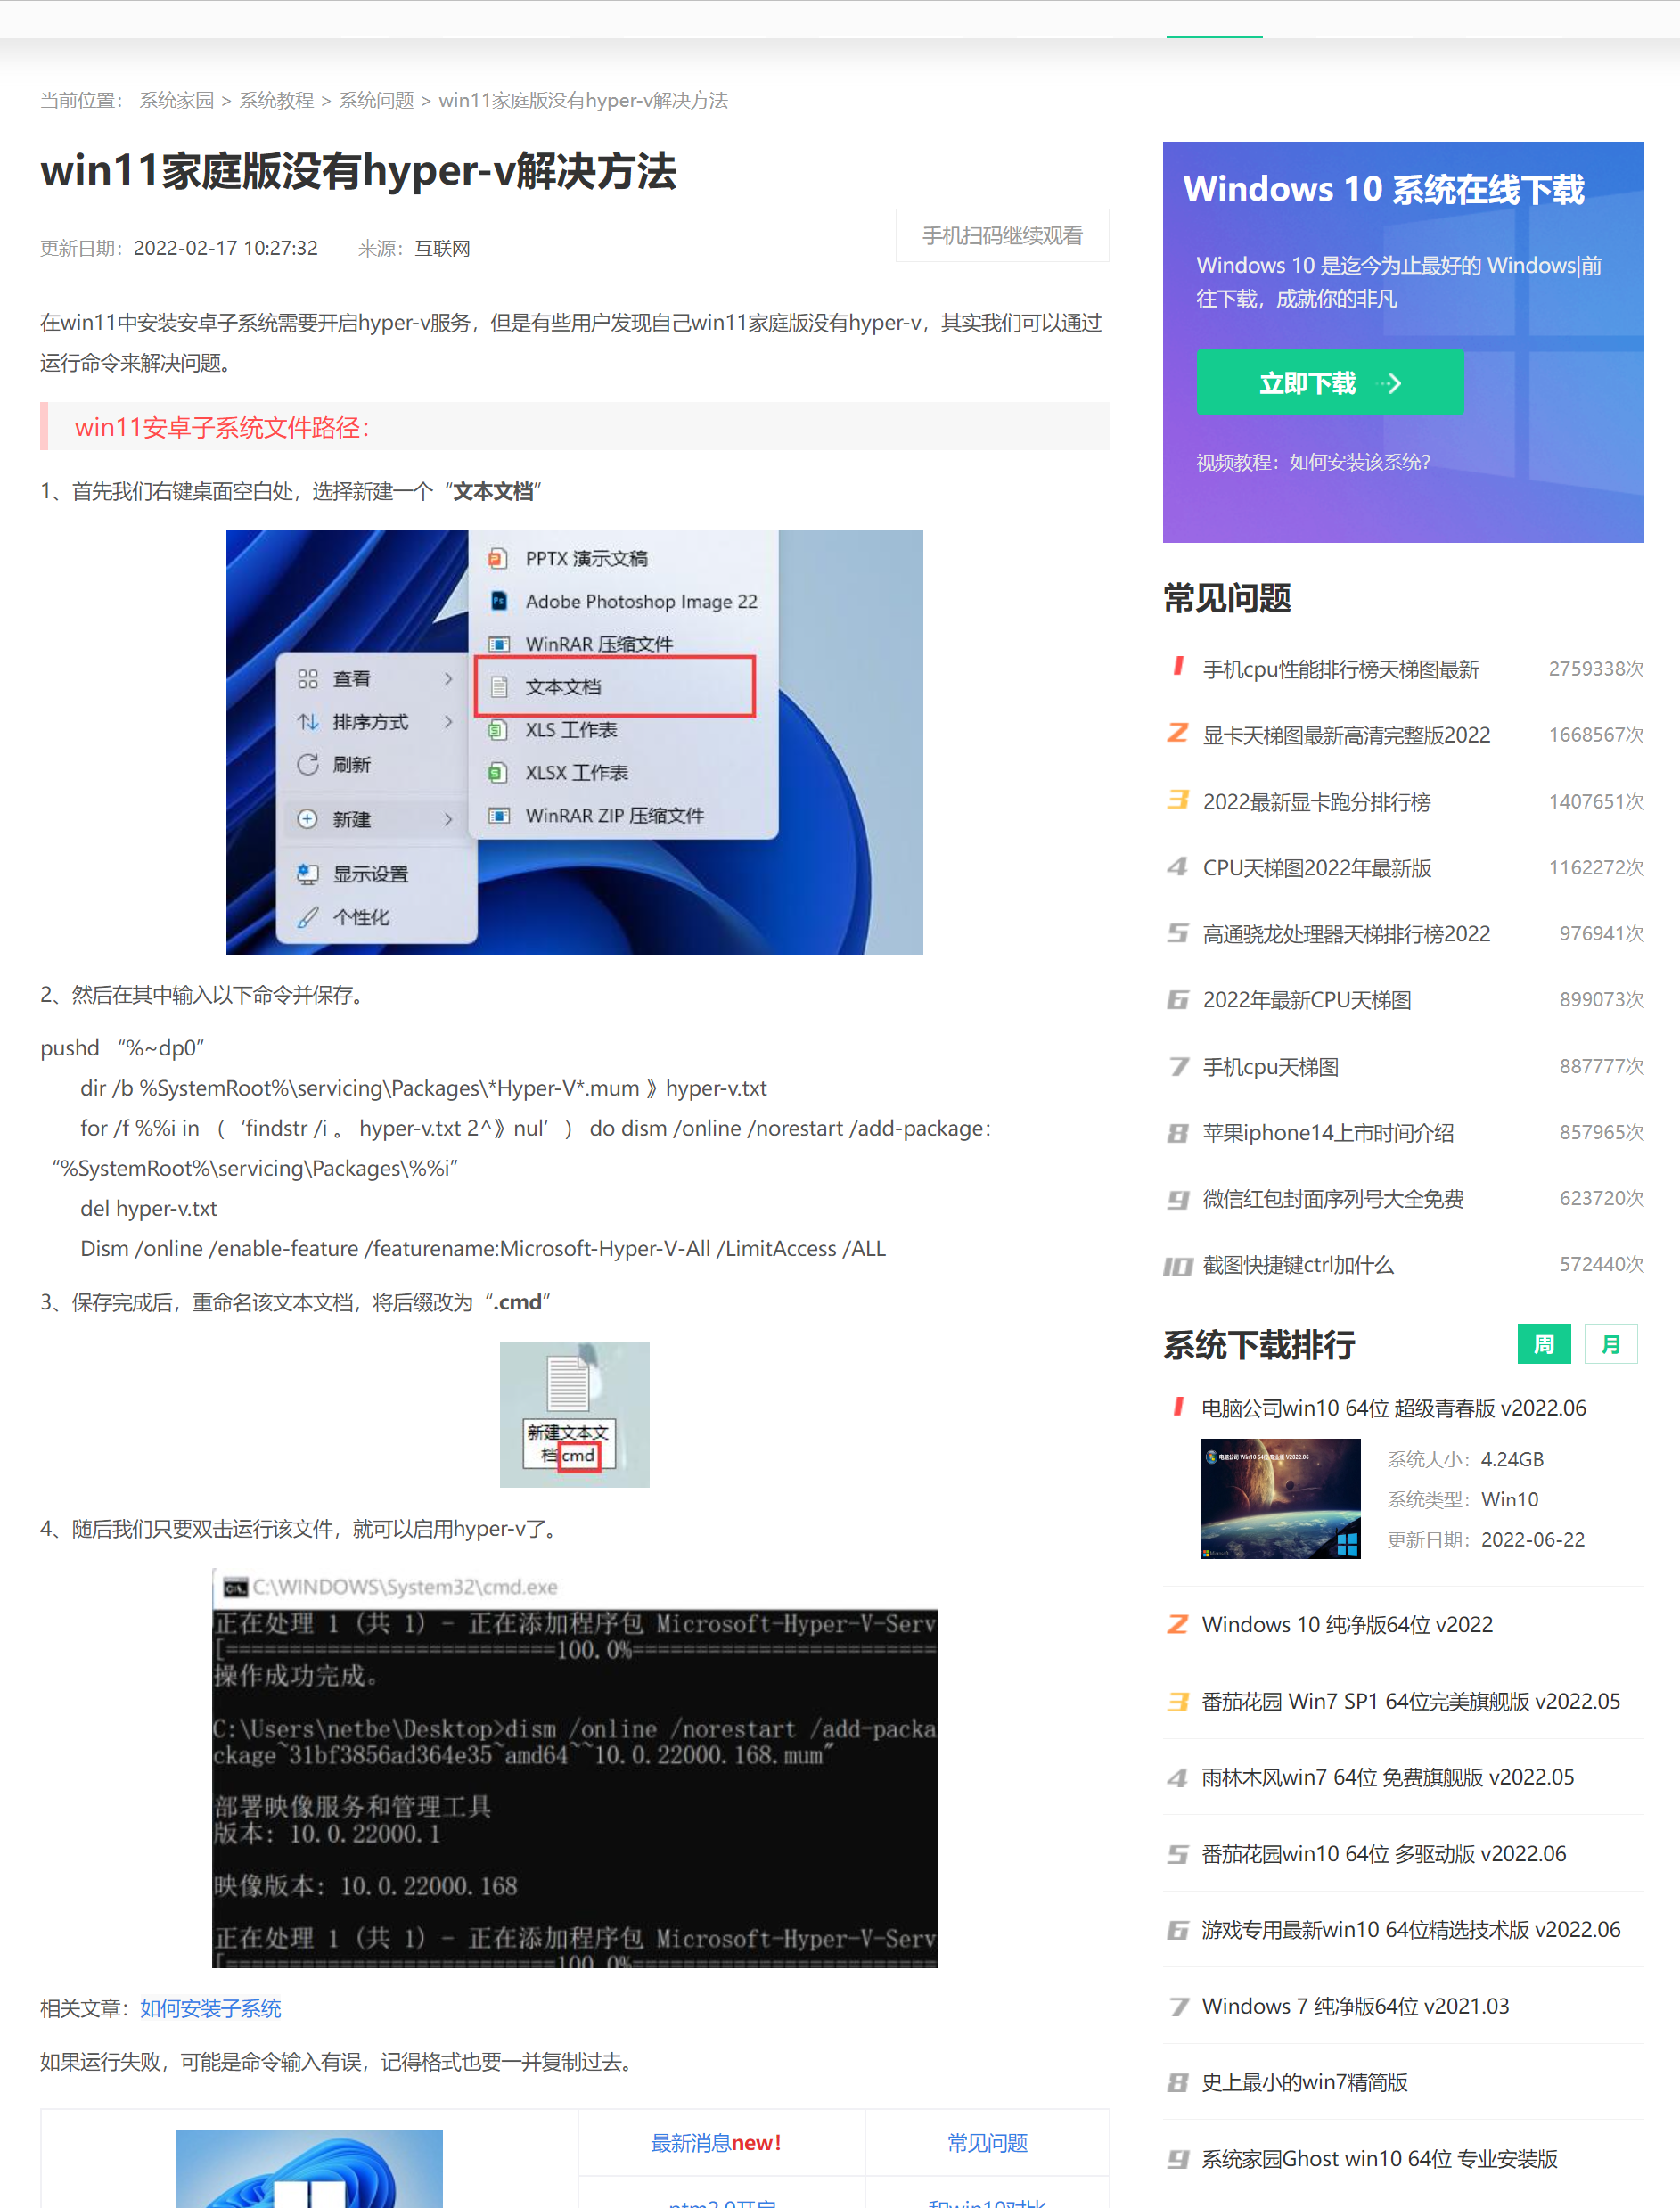 当前位置： 系统家园 > 系统教程 > 系统问题 > win11家庭版没有hyper-v解决方法
win11家庭版没有hyper-v解决方法
手机扫码继续观看
更新日期：2022-02-17 10:27:32 来源：互联网
在win11中安装安卓子系统需要开启hyper-v服务，但是有些用户发现自己win11家庭版没有hyper-v，其实我们可以通过
运行命令来解决问题。
win11安卓子系统文件路径：
1、首先我们右键桌面空白处，选择新建一个“文本文档”
PPTX 演示文稿
Adobe Photoshop Image 22
WinRAR 压缩文件
文本文档
XLS 工作表
XLSX 工作表
WinRAR ZIP 压缩文件
查看
排序方式
刷新
新建
显示设置
个性化
2、然后在其中输入以下命令并保存。
pushd “%~dp0”
dir /b %SystemRoot%\servicing\Packages\*Hyper-V*.mum 》hyper-v.txt
for /f %%i in （‘findstr /i 。 hyper-v.txt 2^》nul’） do dism /online /norestart /add-package：
“%SystemRoot%\servicing\Packages\%%i”
del hyper-v.txt
Dism /online /enable-feature /featurename:Microsoft-Hyper-V-All /LimitAccess /ALL
3、保存完成后，重命名该文本文档，将后缀改为“.cmd”
新建文本文
档.cmd
4、随后我们只要双击运行该文件，就可以启用hyper-v了。
C:\WINDOWS\System32\cmd.exe
正在处理 1 (共 1) - 正在添加程序包 Microsoft-Hyper-V-Serv
[==========================100.0%========================
操作成功完成。
C:\Users\netbe\Desktop>dism /online /norestart /add-packa
ckage~31bf3856ad364e35~amd64~~10.0.22000.168.mum"
部署映像服务和管理工具
版本: 10.0.22000.1
映像版本: 10.0.22000.168
正在处理 1 (共 1) - 正在添加程序包 Microsoft-Hyper-V-Serv
[==========================100.0%========================
相关文章：如何安装子系统
如果运行失败，可能是命令输入有误，记得格式也要一并复制过去。
最新消息new! 常见问题
ptm2.0开启 和win10对比
Windows 10 系统在线下载
Windows 10 是迄今为止最好的 Windows|前
往下载，成就你的非凡
立即下载
视频教程：如何安装该系统?
常见问题
1 手机cpu性能排行榜天梯图最新 2759338次
2 显卡天梯图最新高清完整版2022 1668567次
3 2022最新显卡跑分排行榜 1407651次
4 CPU天梯图2022年最新版 1162272次
5 高通骁龙处理器天梯排行榜2022 976941次
6 2022年最新CPU天梯图 899073次
7 手机cpu天梯图 887777次
8 苹果iphone14上市时间介绍 857965次
9 微信红包封面序列号大全免费 623720次
10 截图快捷键ctrl加什么 572440次
系统下载排行 周 月
1 电脑公司win10 64位 超级青春版 v2022.06
系统大小：4.24GB
系统类型：Win10
更新日期：2022-06-22
2 Windows 10 纯净版64位 v2022
3 番茄花园 Win7 SP1 64位完美旗舰版 v2022.05
4 雨林木风win7 64位 免费旗舰版 v2022.05
5 番茄花园win10 64位 多驱动版 v2022.06
6 游戏专用最新win10 64位精选技术版 v2022.06
7 Windows 7 纯净版64位 v2021.03
8 史上最小的win7精简版
9 系统家园Ghost win10 64位 专业安装版